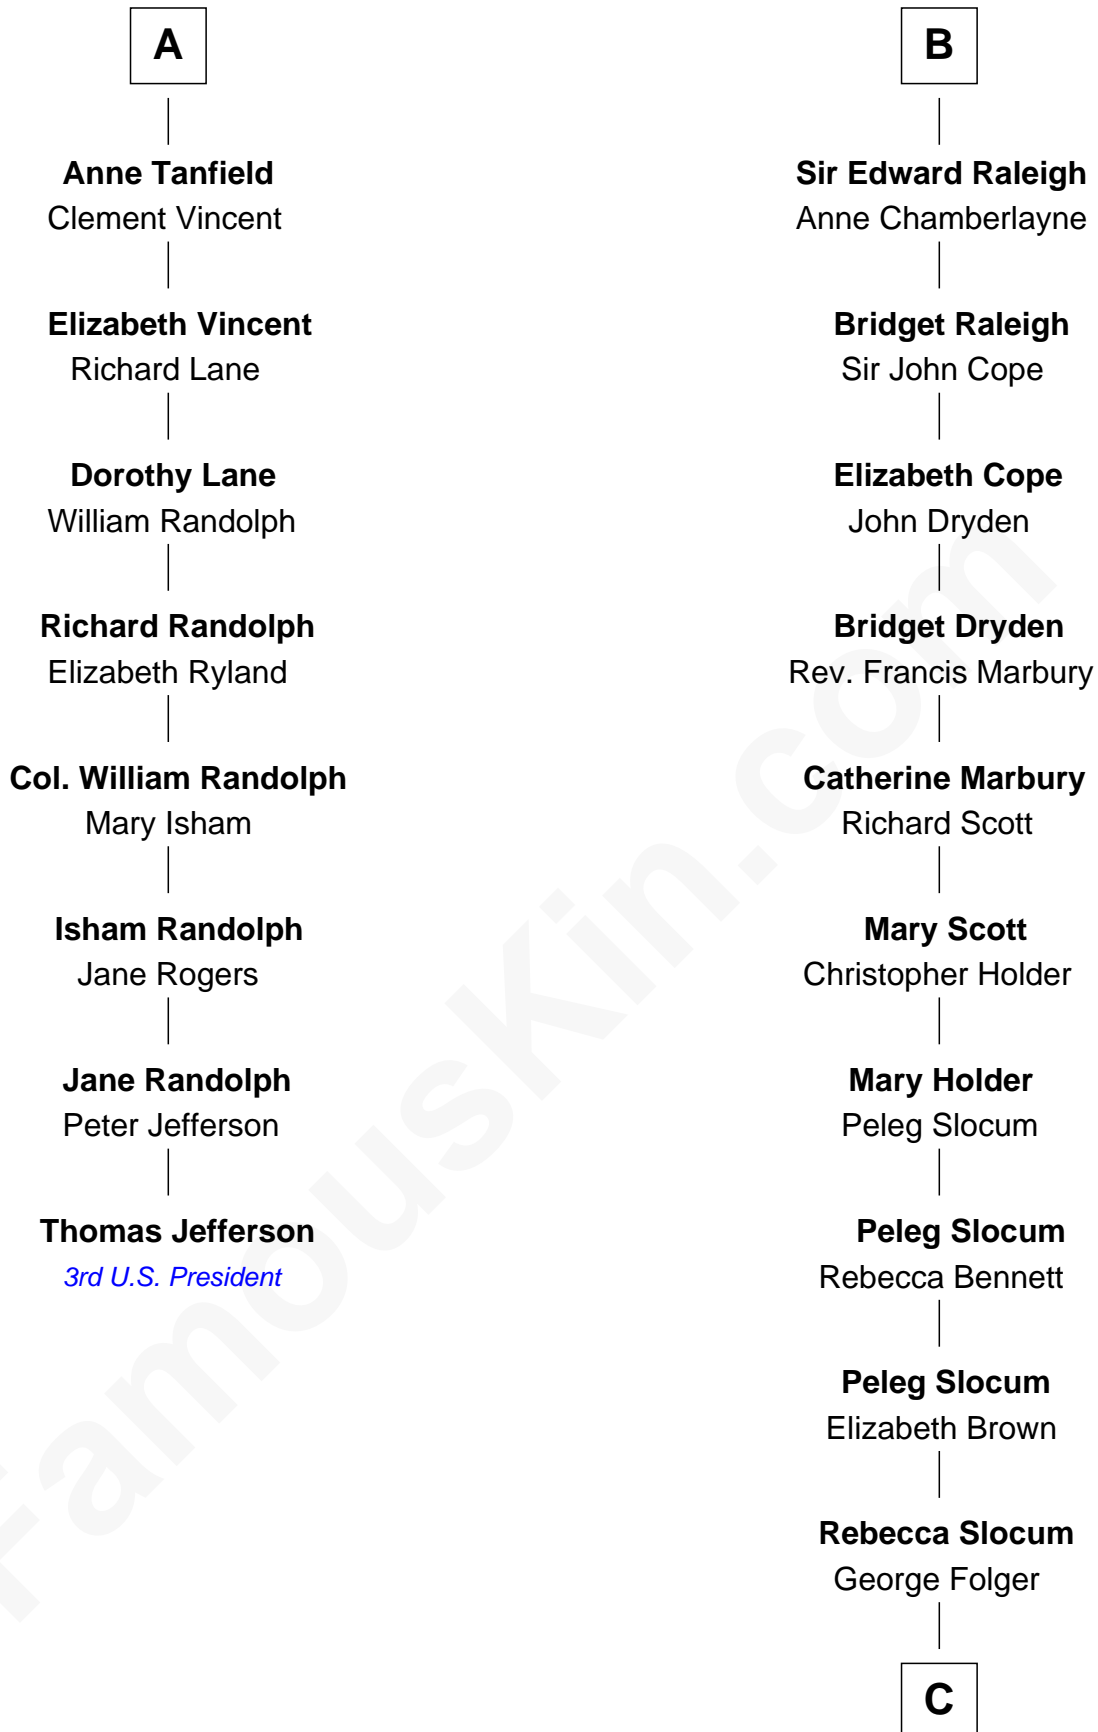 A
Anne Tanfield
Clement Vincent
Elizabeth Vincent
Richard Lane
Dorothy Lane
William Randolph
Richard Randolph
Elizabeth Ryland
Col. William Randolph
Mary Isham
Isham Randolph
Jane Rogers
Jane Randolph
Peter Jefferson
Thomas Jefferson
3rd U.S. President
B
Sir Edward Raleigh
Anne Chamberlayne
Bridget Raleigh
Sir John Cope
Elizabeth Cope
John Dryden
Bridget Dryden
Rev. Francis Marbury
Catherine Marbury
Richard Scott
Mary Scott
Christopher Holder
Mary Holder
Peleg Slocum
Peleg Slocum
Rebecca Bennett
Peleg Slocum
Elizabeth Brown
Rebecca Slocum
George Folger
C
FamousKin.com